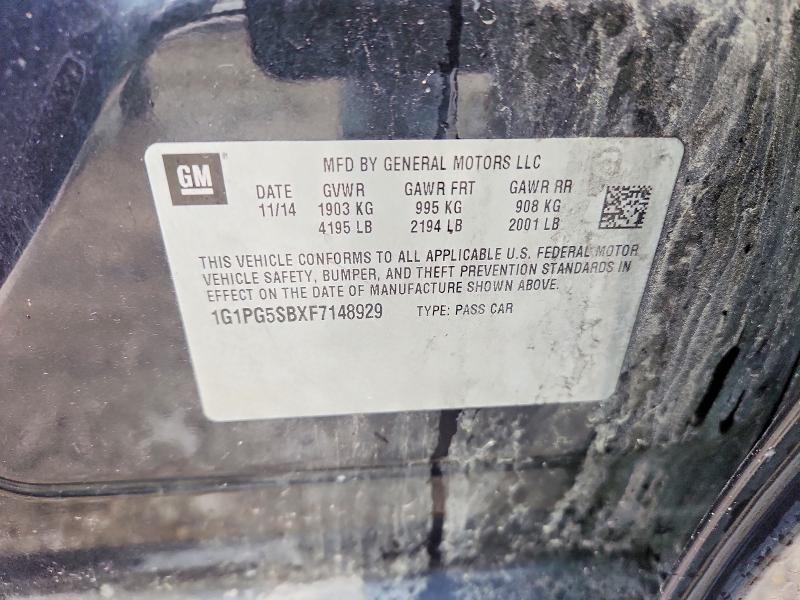 GM
MFD BY GENERAL MOTORS LLC
DATE GVWR GAWR FRT GAWR RR
11/14 1903 KG 995 KG 908 KG
4195 LB 2194 LB 2001 LB
THIS VEHICLE CONFORMS TO ALL APPLICABLE U.S. FEDERAL MOTOR
VEHICLE SAFETY, BUMPER, AND THEFT PREVENTION STANDARDS IN
EFFECT ON THE DATE OF MANUFACTURE SHOWN ABOVE.
1G1PG5SBXF7148929 TYPE: PASS CAR